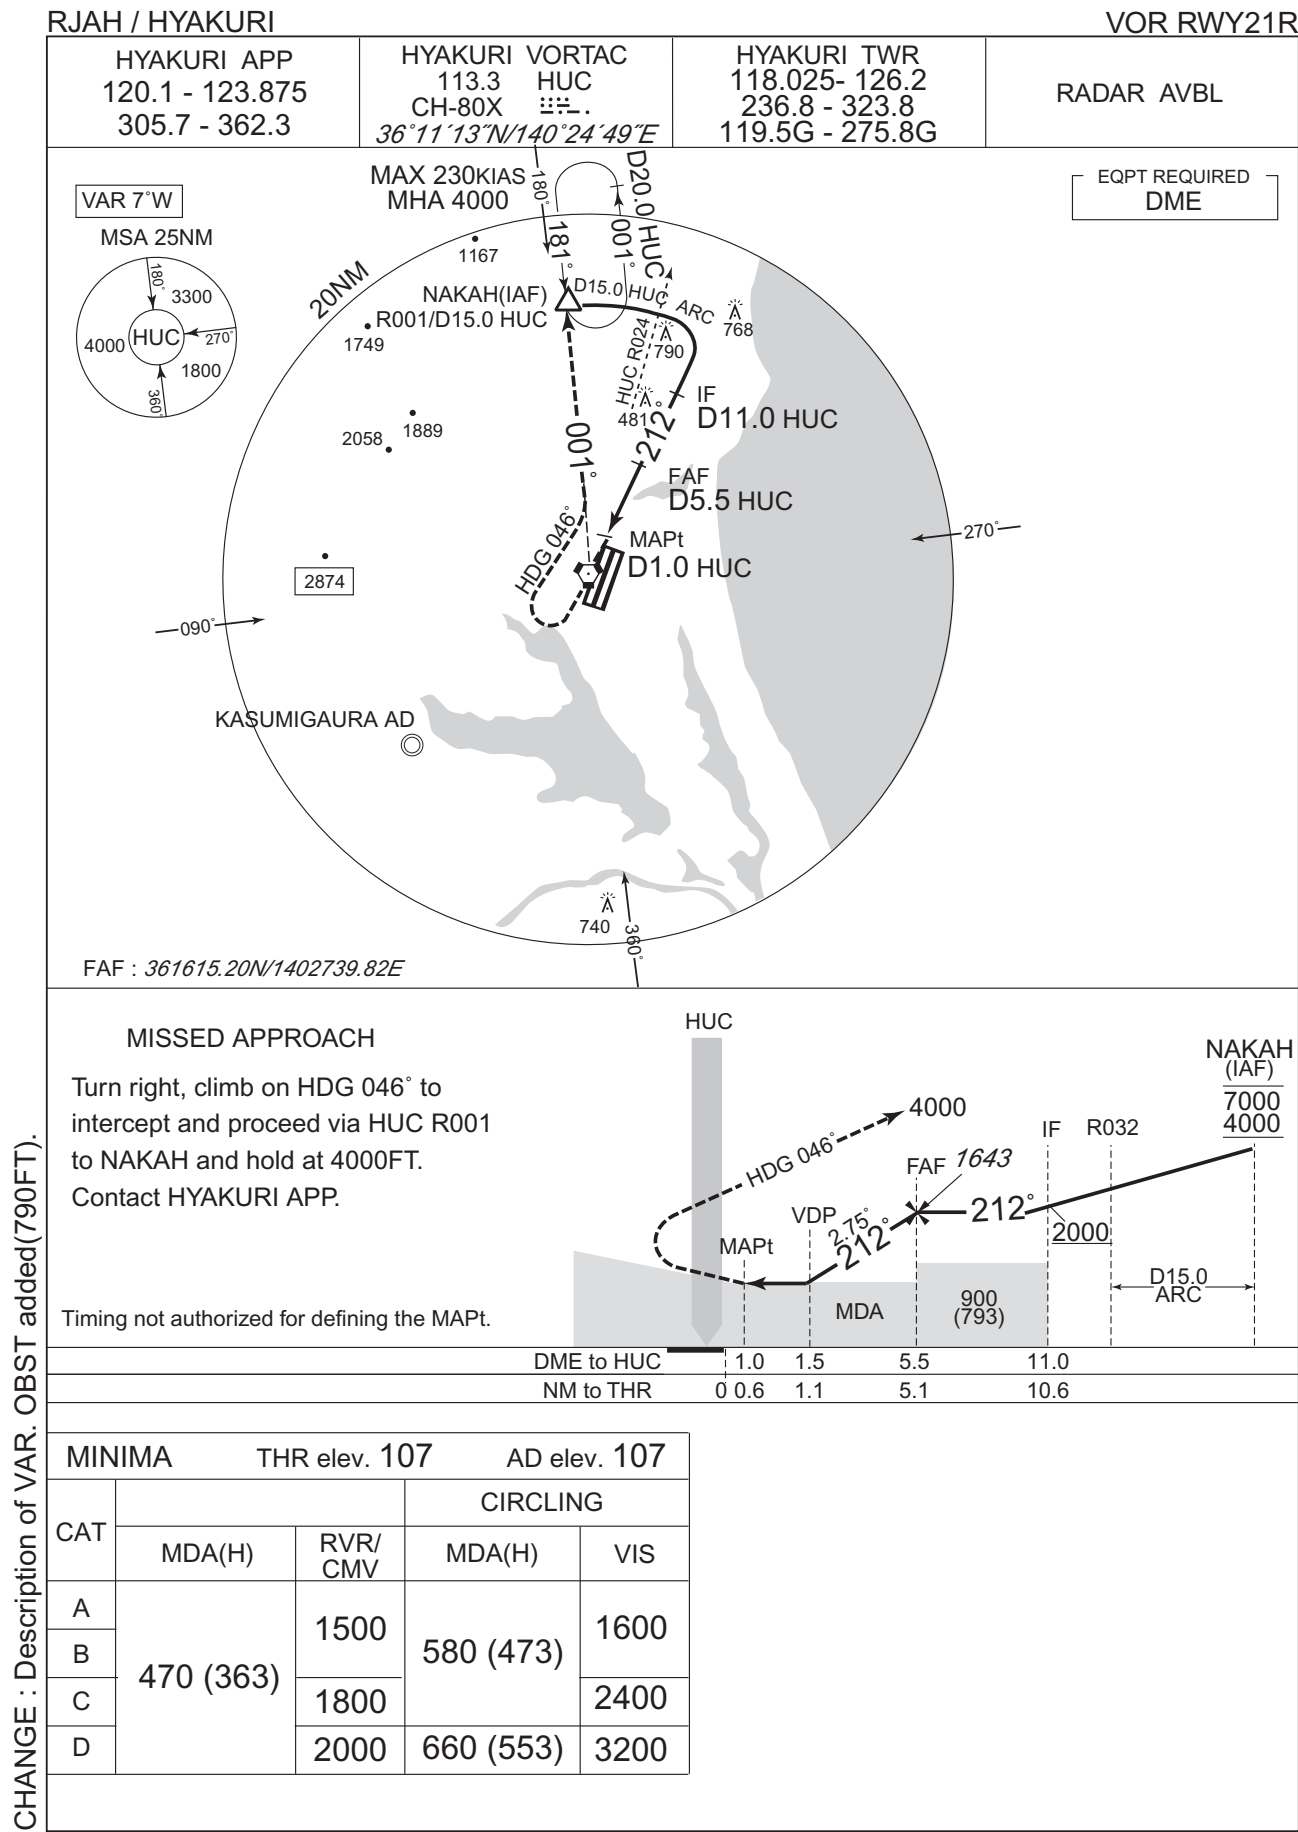 RJAH / HYAKURI
VOR RWY21R
HYAKURI APP
120.1 - 123.875
305.7 - 362.3
HYAKURI VORTAC
113.3 HUC
CH-80X
36°11´13˝N/140˚24´49˝E
HYAKURI TWR
118.025- 126.2
236.8 - 323.8
119.5G - 275.8G
RADAR AVBL
VAR 7˚W
MSA 25NM
180˚
3300
HUC
270˚
4000
1800
360˚
MAX 230KIAS
MHA 4000
180˚
181˚
001˚
D20.0 HUC
EQPT REQUIRED
DME
1167
20NM
NAKAH(IAF)
R001/D15.0 HUC
D15.0 HUC ARC
1749
768
790
HUC R024
IF
D11.0 HUC
481
212˚
1889
2058
001˚
FAF
D5.5 HUC
HDG 046˚
MAPt
D1.0 HUC
270˚
2874
090˚
KASUMIGAURA AD
740
360˚
FAF : 361615.20N/1402739.82E
MISSED APPROACH
Turn right, climb on HDG 046˚ to
intercept and proceed via HUC R001
to NAKAH and hold at 4000FT.
Contact HYAKURI APP.
Timing not authorized for defining the MAPt.
HUC
NAKAH
(IAF)
7000
4000
4000
HDG 046˚
IF
R032
FAF
1643
VDP
2.75˚
212˚
212˚
2000
MAPt
D15.0
ARC
MDA
900
(793)
DME to HUC 1.0 1.5 5.5 11.0
NM to THR 0 0.6 1.1 5.1 10.6
MINIMA THR elev. 107 AD elev. 107
CAT
CIRCLING
MDA(H)
RVR/
CMV
MDA(H)
VIS
A
B
C
D
470 (363)
1500
1800
2000
580 (473)
660 (553)
1600
2400
3200
CHANGE : Description of VAR. OBST added(790FT).